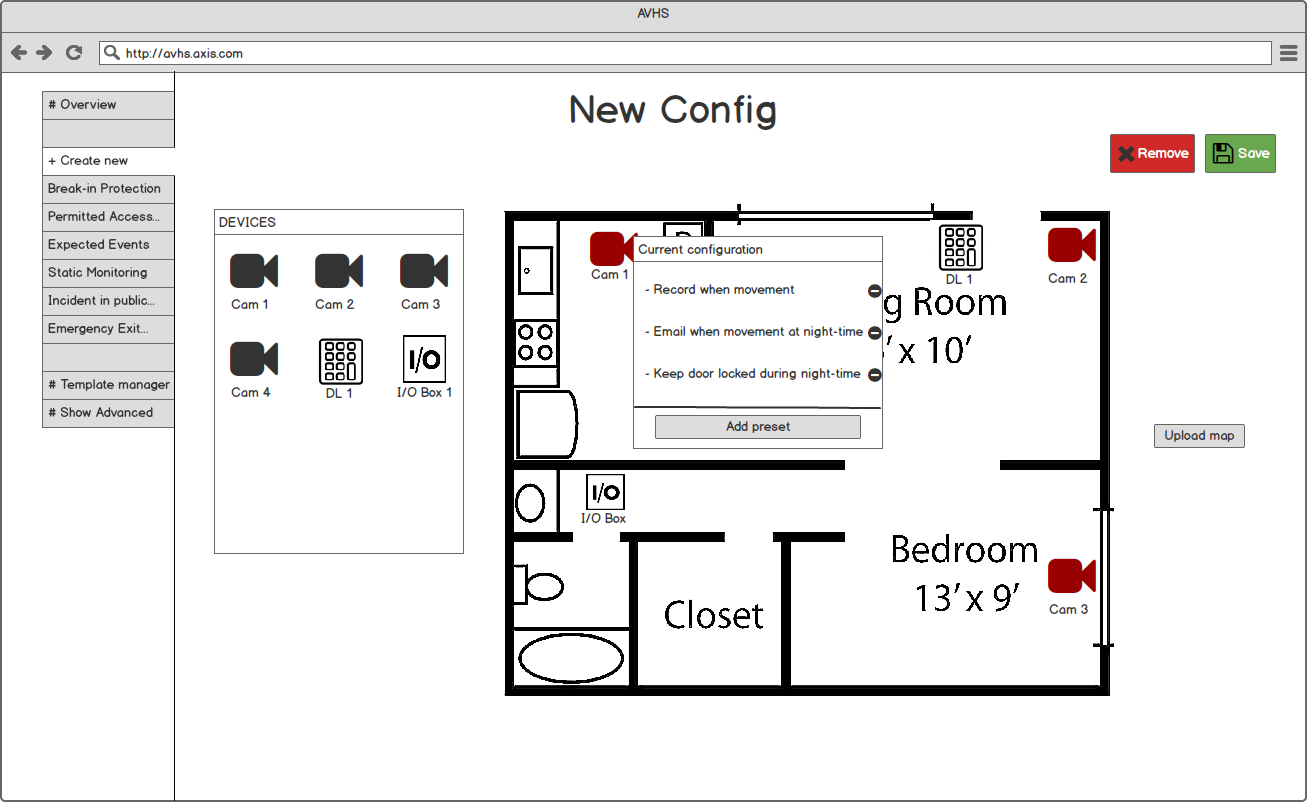 AVHS
http://avhs.axis.com
# Overview
+ Create new
Break-in Protection
Permitted Access...
Expected Events
Static Monitoring
Incident in public...
Emergency Exit...
# Template manager
# Show Advanced
New Config
Remove
Save
DEVICES
Cam 1
Cam 2
Cam 3
Cam 4
DL 1
I/O
I/O Box 1
Cam 1
Current configuration
- Record when movement
- Email when movement at night-time
- Keep door locked during night-time
Add preset
DL 1
Cam 2
g Room
’ x 10’
Upload map
I/O
I/O Box
Bedroom
13’ x 9’
Cam 3
Closet